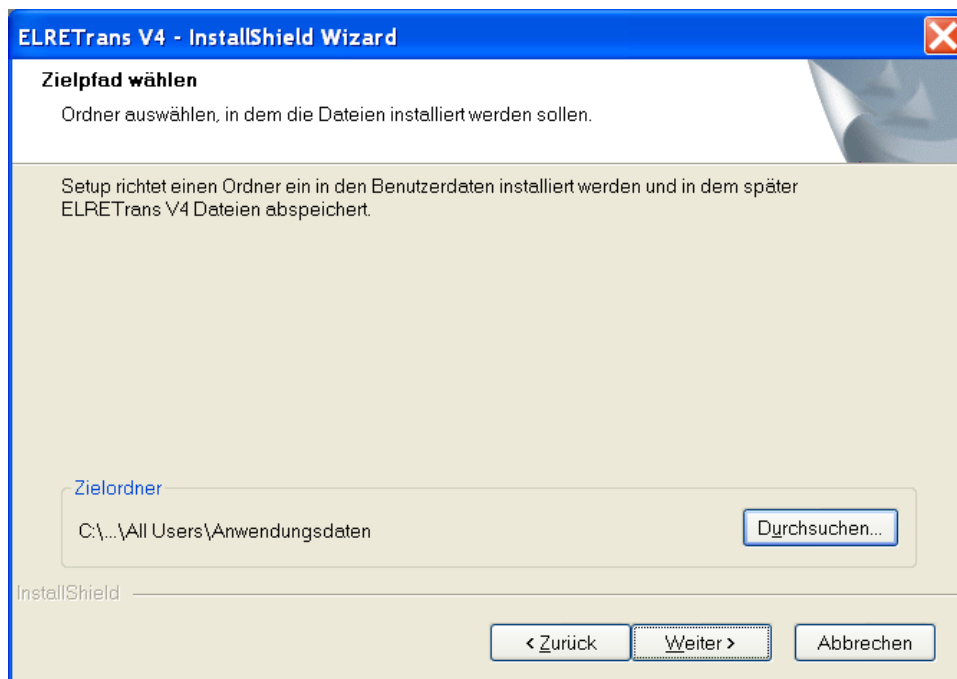 ELRETrans V4 - InstallShield Wizard
Zielpfad wählen
Ordner auswählen, in dem die Dateien installiert werden sollen.
Setup richtet einen Ordner ein in den Benutzerdaten installiert werden und in dem später
ELRETrans V4 Dateien abspeichert.
Zielordner
C:\...\All Users\Anwendungsdaten
Durchsuchen...
InstallShield
< Zurück
Weiter >
Abbrechen